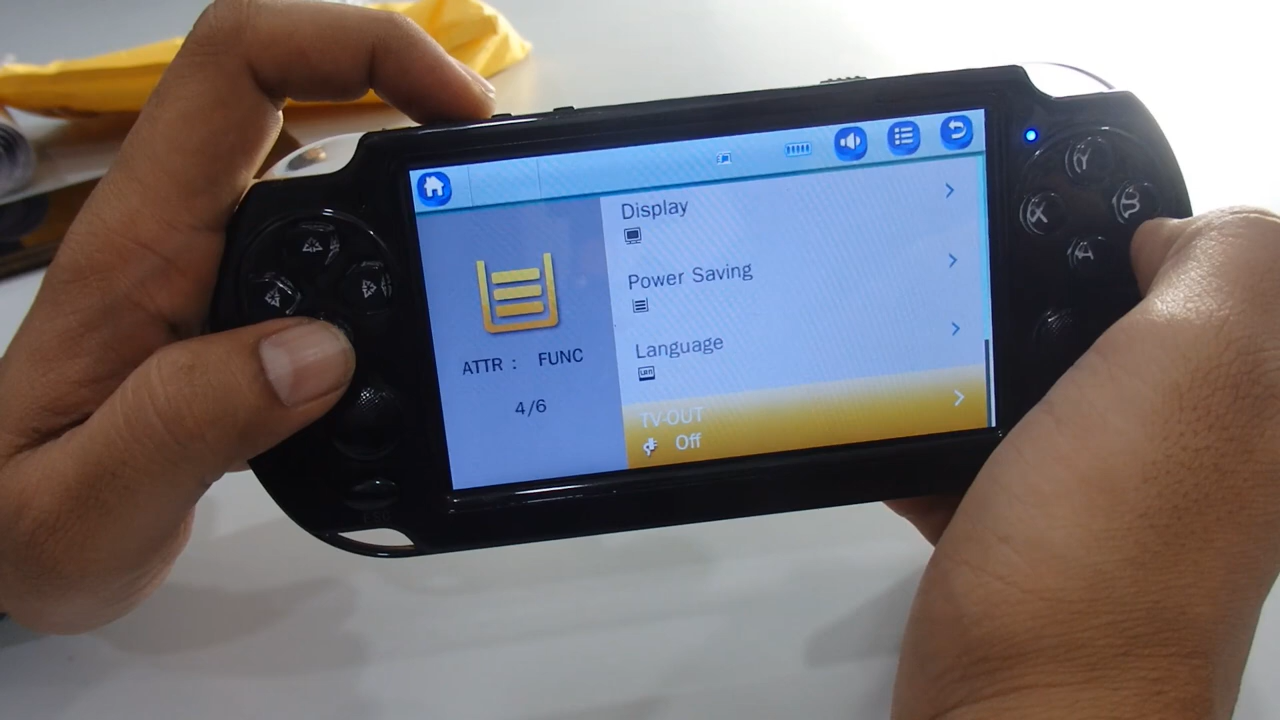 Display
Power Saving
Language
TV-OUT
Off
ATTR : FUNC
4/6
Y
X
B
A